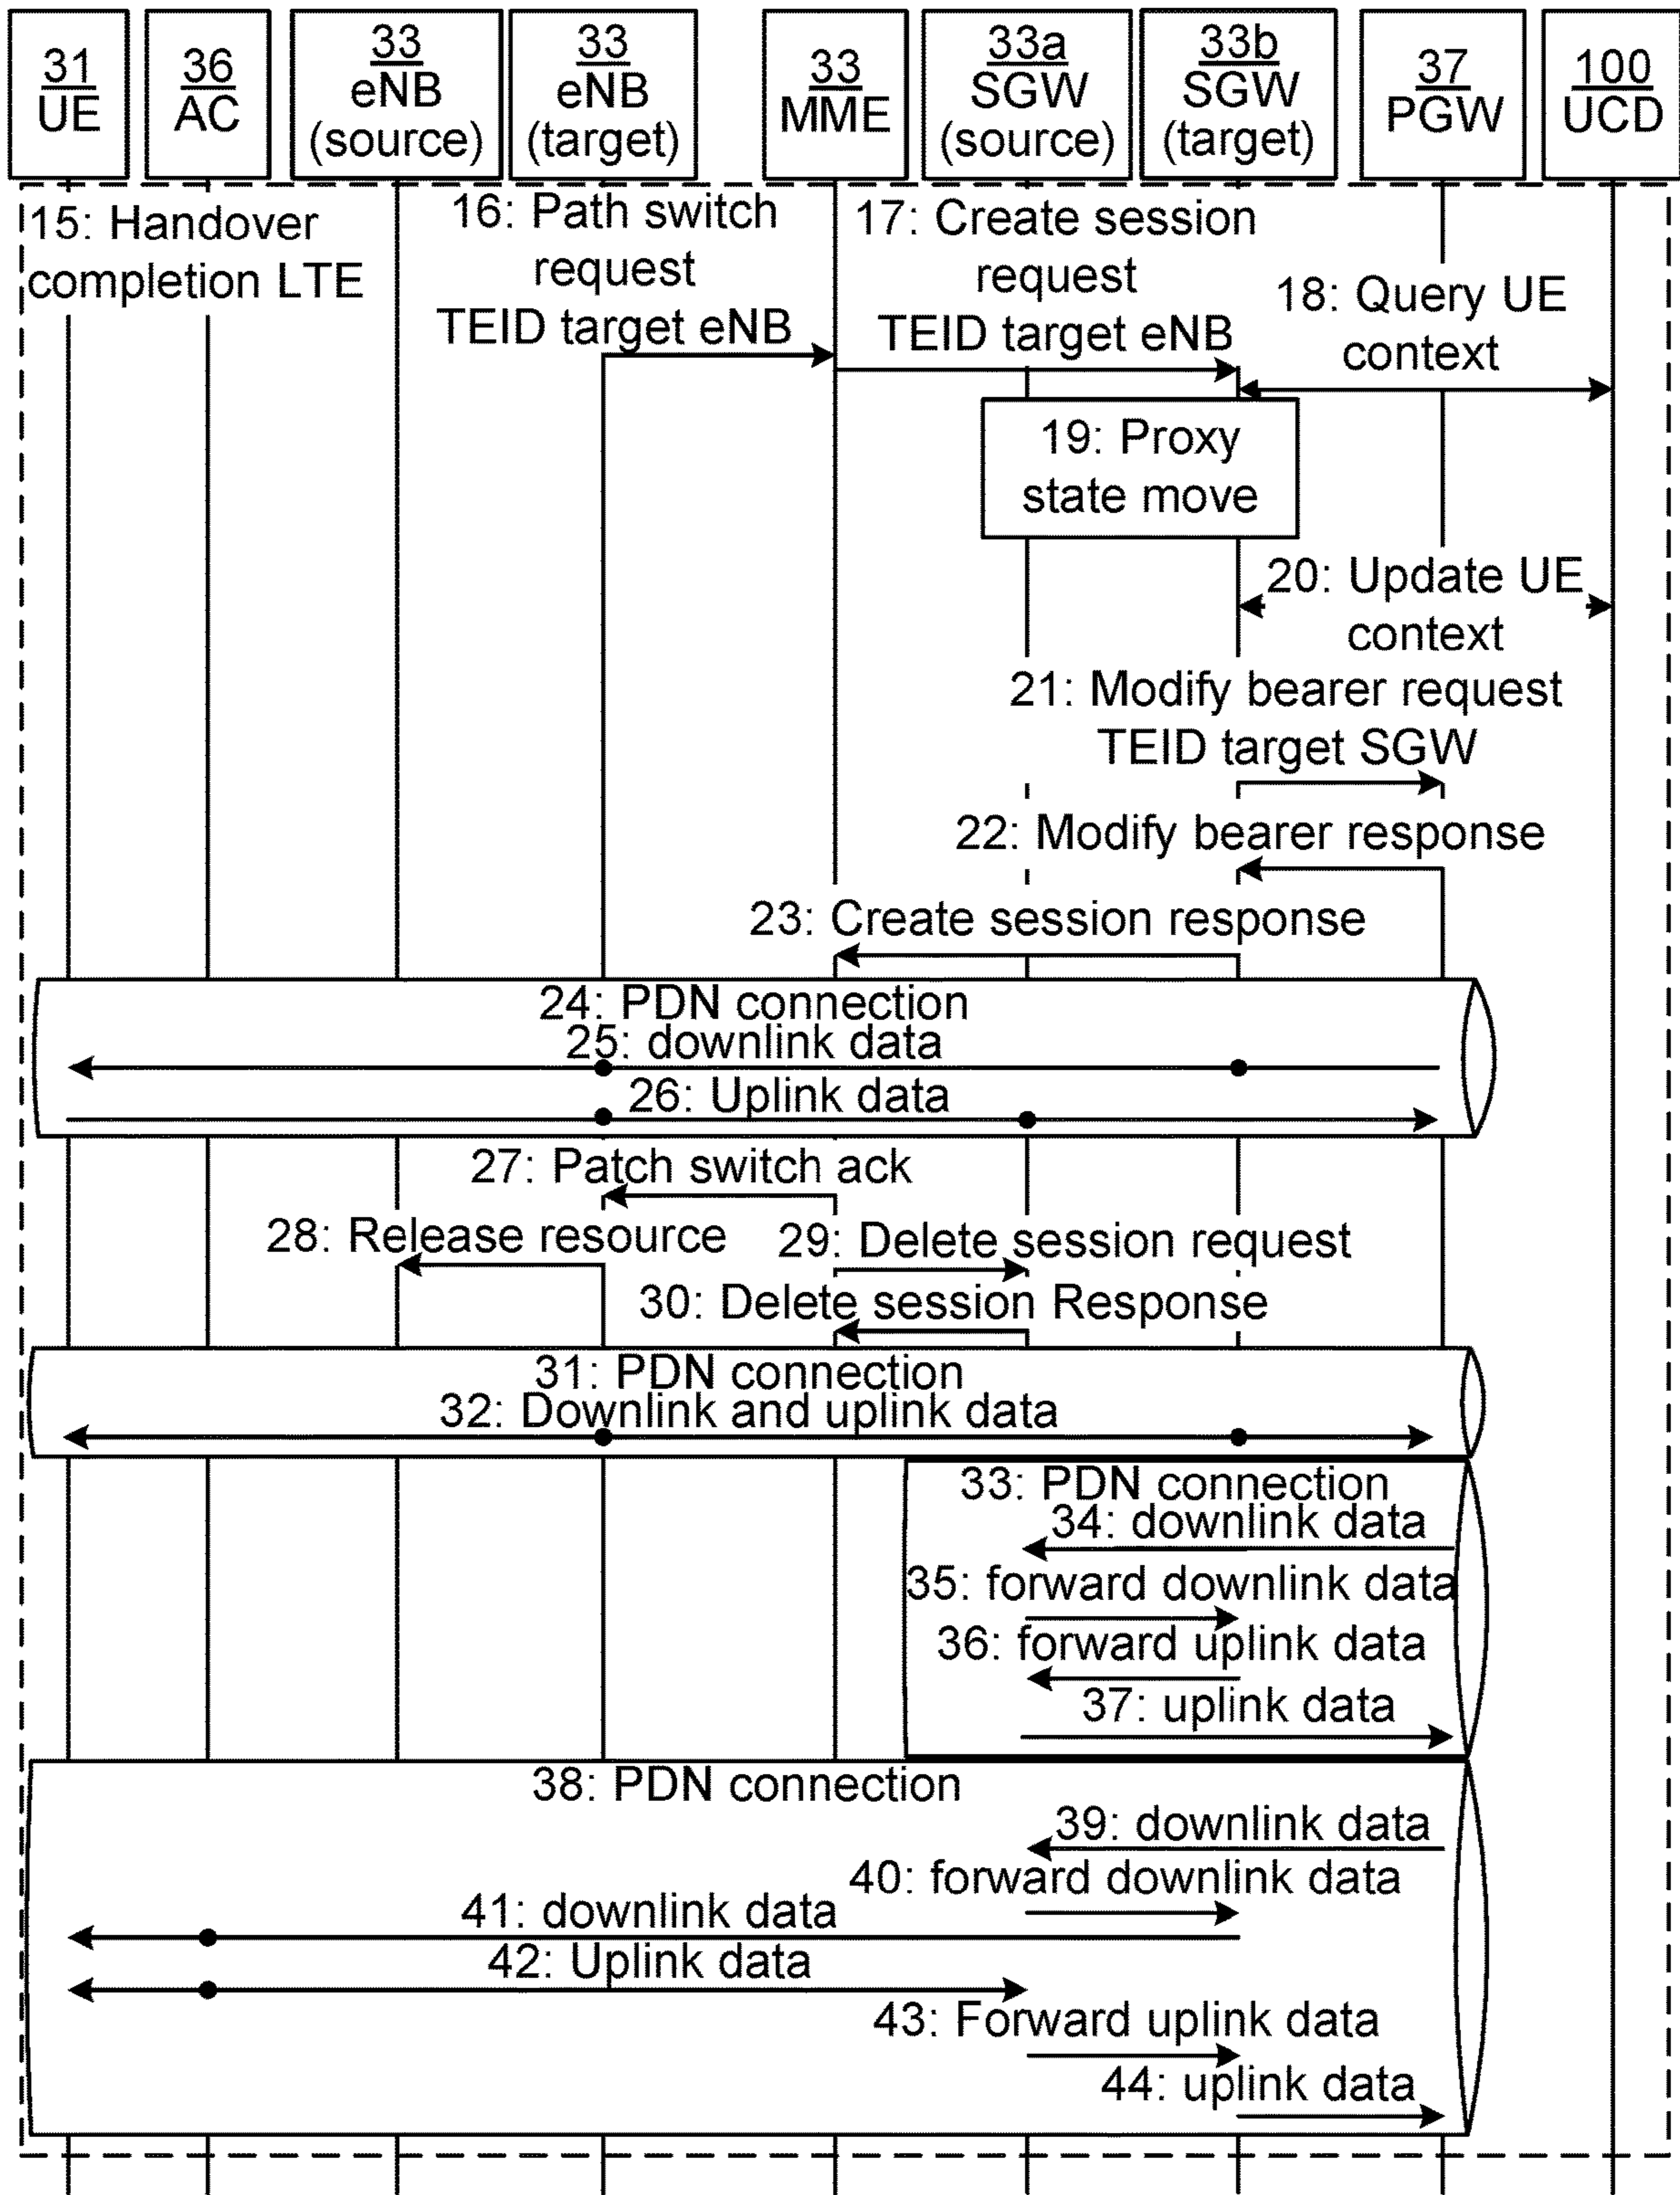 31
UE
36
AC
33
eNB
(source)
33
eNB
(target)
33
MME
33a
SGW
(source)
33b
SGW
(target)
37
PGW
100
UCD
15: Handover
completion LTE
16: Path switch
request
TEID target eNB
17: Create session
request
TEID target eNB
18: Query UE
context
19: Proxy
state move
20: Update UE
context
21: Modify bearer request
TEID target SGW
22: Modify bearer response
23: Create session response
24: PDN connection
25: downlink data
26: Uplink data
27: Patch switch ack
28: Release resource
29: Delete session request
30: Delete session Response
31: PDN connection
32: Downlink and uplink data
33: PDN connection
34: downlink data
35: forward downlink data
36: forward uplink data
37: uplink data
38: PDN connection
39: downlink data
40: forward downlink data
41: downlink data
42: Uplink data
43: Forward uplink data
44: uplink data